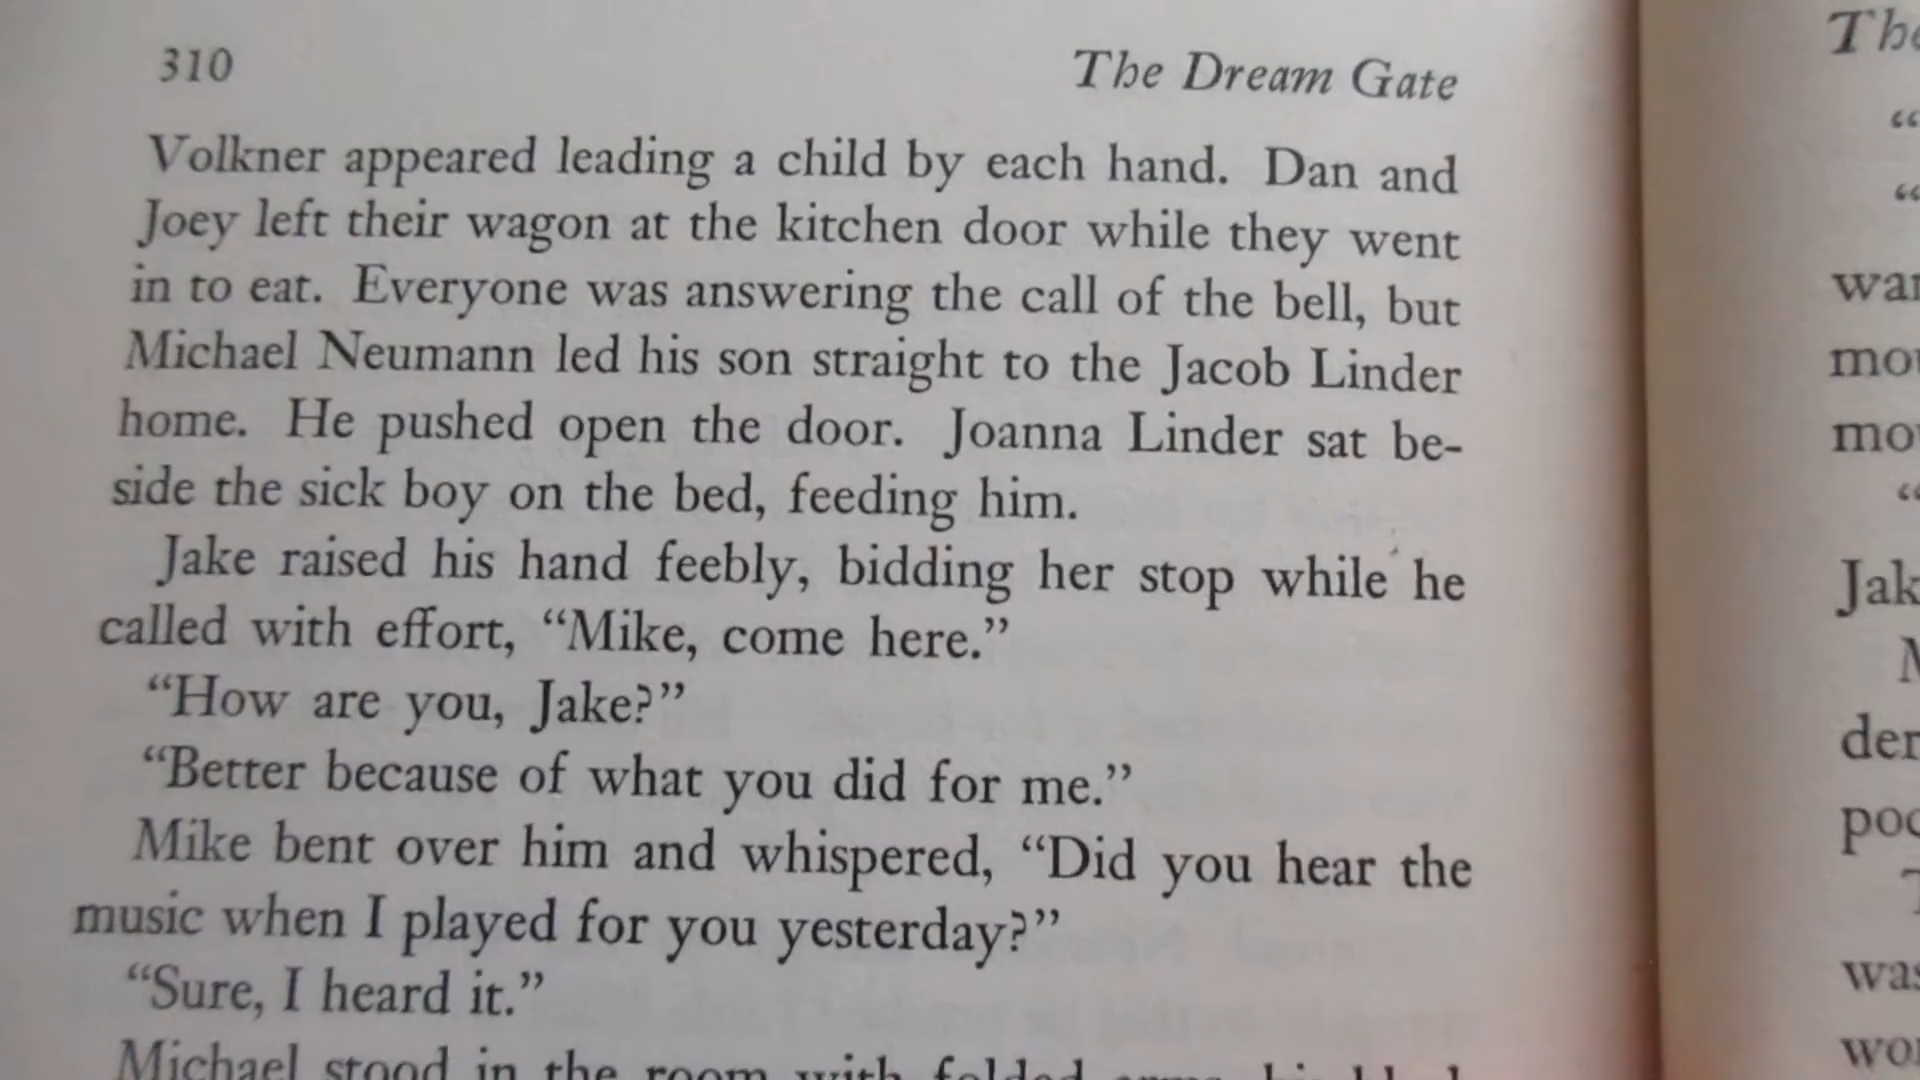 310 The Dream Gate
Volkner appeared leading a child by each hand. Dan and
Joey left their wagon at the kitchen door while they went
in to eat. Everyone was answering the call of the bell, but
Michael Neumann led his son straight to the Jacob Linder
home. He pushed open the door. Joanna Linder sat be-
side the sick boy on the bed, feeding him.
Jake raised his hand feebly, bidding her stop while he
called with effort, “Mike, come here.”
“How are you, Jake?”
“Better because of what you did for me.”
Mike bent over him and whispered, “Did you hear the
music when I played for you yesterday?”
“Sure, I heard it.”
Michael stood in the room with folded